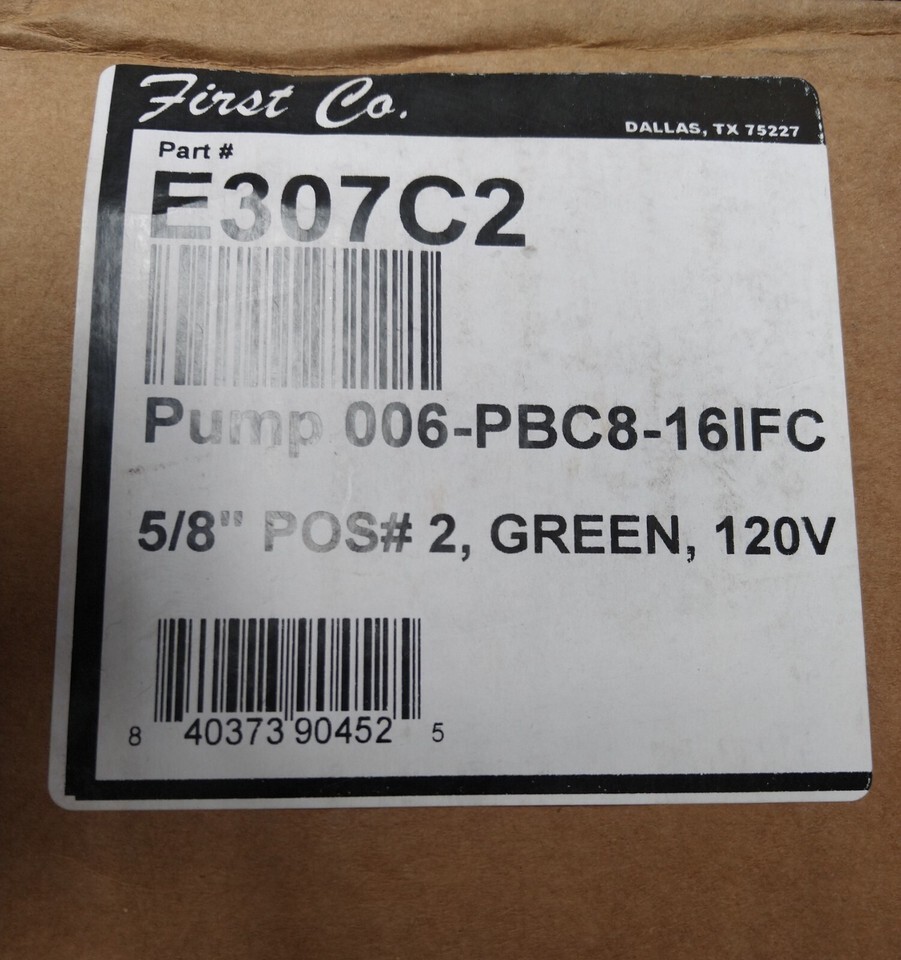 First Co.
DALLAS, TX 75227
Part #
E307C2
Pump 006-PBC8-16IFC
5/8" POS# 2, GREEN, 120V
8 40373 90452 5